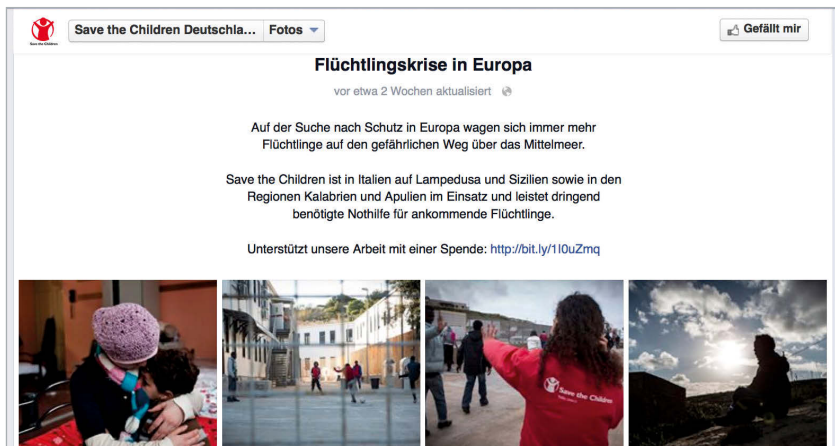 Save the Children
Save the Children Deutschla... Fotos
Gefällt mir
Flüchtlingskrise in Europa
vor etwa 2 Wochen aktualisiert
Auf der Suche nach Schutz in Europa wagen sich immer mehr
Flüchtlinge auf den gefährlichen Weg über das Mittelmeer.
Save the Children ist in Italien auf Lampedusa und Sizilien sowie in den
Regionen Kalabrien und Apulien im Einsatz und leistet dringend
benötigte Nothilfe für ankommende Flüchtlinge.
Unterstützt unsere Arbeit mit einer Spende: http://bit.ly/1I0uZmq
Save the Children